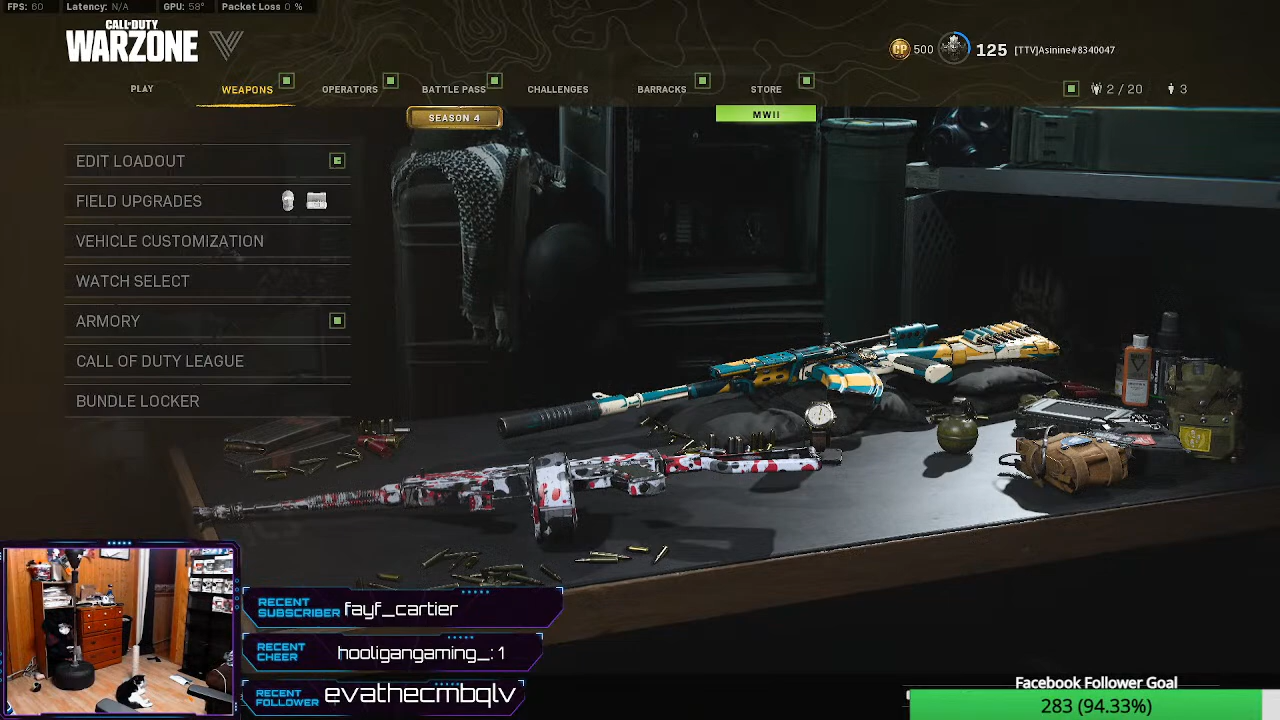 FPS: 60 Latency: N/A GPU: 58° Packet Loss 0 %
CALL OF DUTY
WARZONE
CP 500 125 [TTV]Asinine#8340047
PLAY WEAPONS OPERATORS BATTLE PASS CHALLENGES BARRACKS STORE 2 / 20 3
SEASON 4 MWII
EDIT LOADOUT
FIELD UPGRADES
VEHICLE CUSTOMIZATION
WATCH SELECT
ARMORY
CALL OF DUTY LEAGUE
BUNDLE LOCKER
RECENT SUBSCRIBER fayf_cartier
RECENT CHEER hooligangaming_: 1
RECENT FOLLOWER evathecmbqlv
Facebook Follower Goal
283 (94.33%)